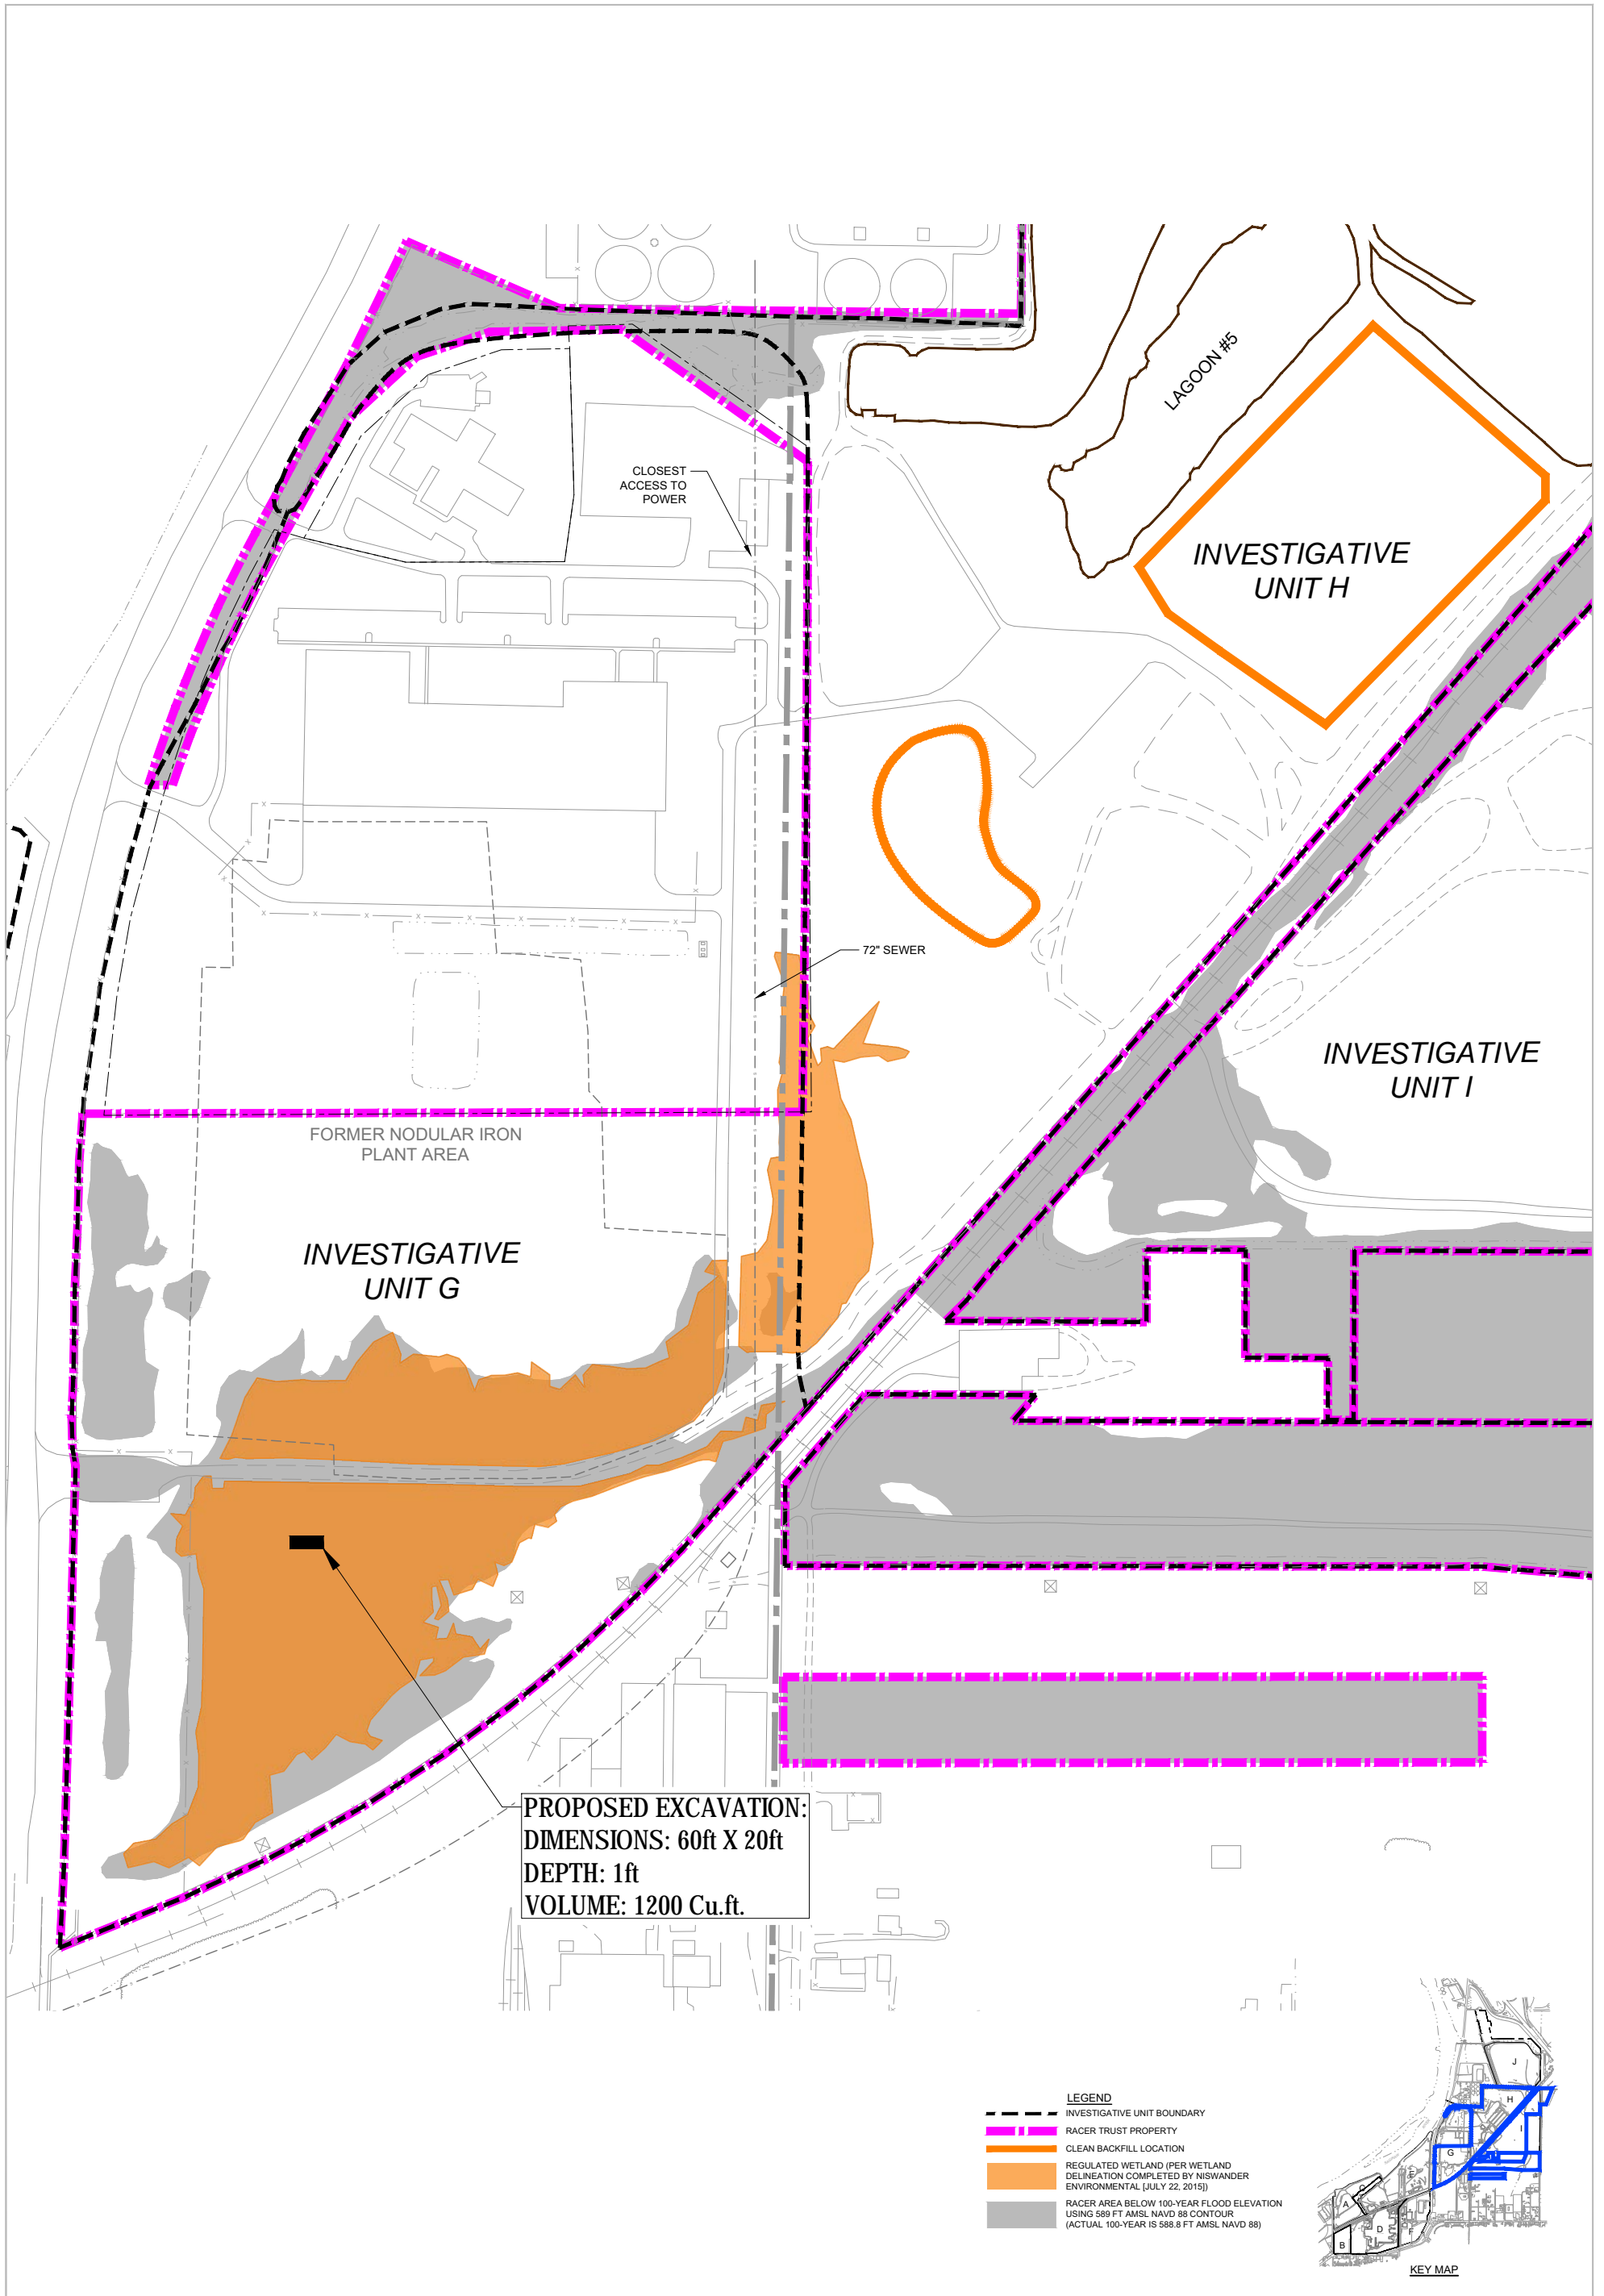 CLOSEST
ACCESS TO
POWER
LAGOON #5
INVESTIGATIVE
UNIT H
72" SEWER
INVESTIGATIVE
UNIT I
FORMER NODULAR IRON
PLANT AREA
INVESTIGATIVE
UNIT G
PROPOSED EXCAVATION:
DIMENSIONS: 60ft X 20ft
DEPTH: 1ft
VOLUME: 1200 Cu.ft.
LEGEND
INVESTIGATIVE UNIT BOUNDARY
RACER TRUST PROPERTY
CLEAN BACKFILL LOCATION
REGULATED WETLAND (PER WETLAND
DELINEATION COMPLETED BY NISWANDER
ENVIRONMENTAL [JULY 22, 2015])
RACER AREA BELOW 100-YEAR FLOOD ELEVATION
USING 589 FT AMSL NAVD 88 CONTOUR
(ACTUAL 100-YEAR IS 588.8 FT AMSL NAVD 88)
J
H
I
G
E
C
A
D
F
B
KEY MAP